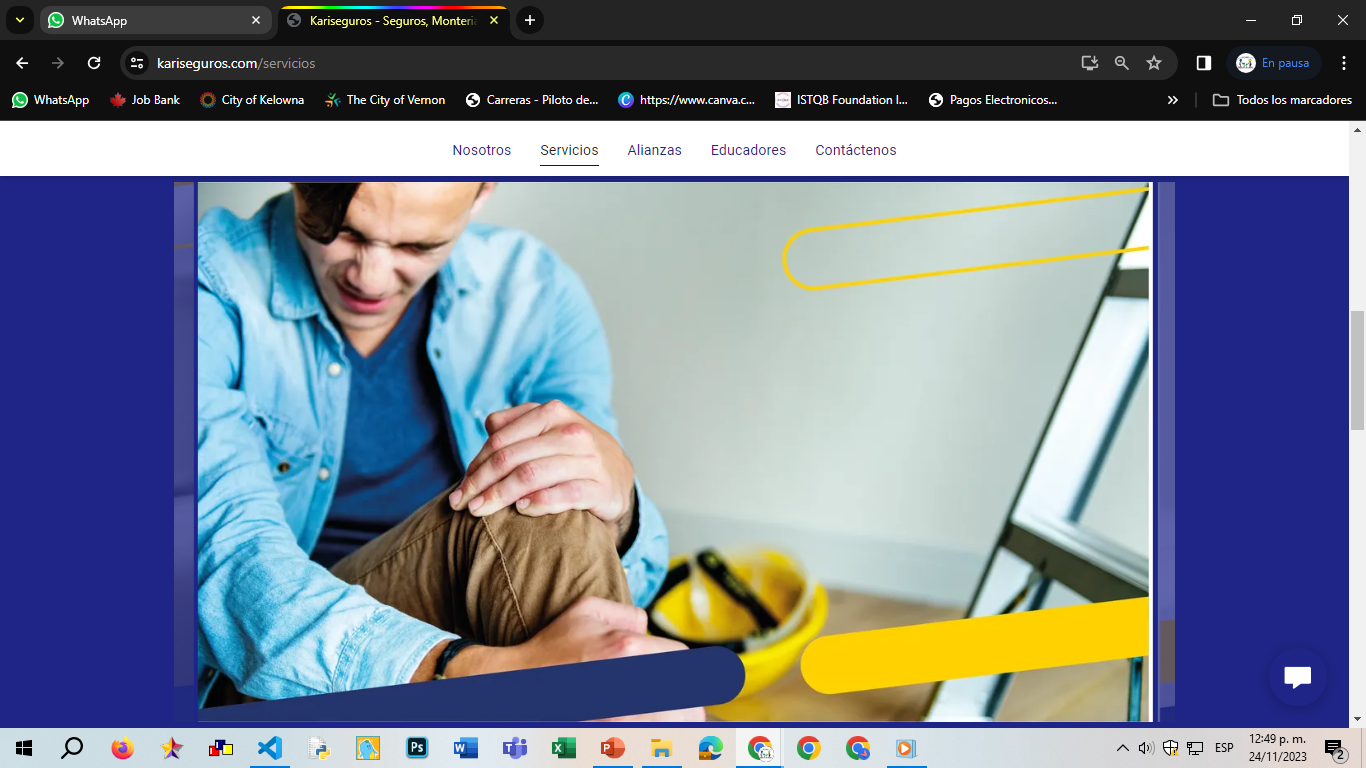 WhatsApp
Kariseguros - Seguros, Monteria
kariseguros.com/servicios
En pausa
WhatsApp
Job Bank
City of Kelowna
The City of Vernon
Carreras - Piloto de...
https://www.canva.c...
ISTQB Foundation l...
Pagos Electronicos...
Todos los marcadores
Nosotros
Servicios
Alianzas
Educadores
Contáctenos
Ps
ESP
12:49 p. m.
24/11/2023
2